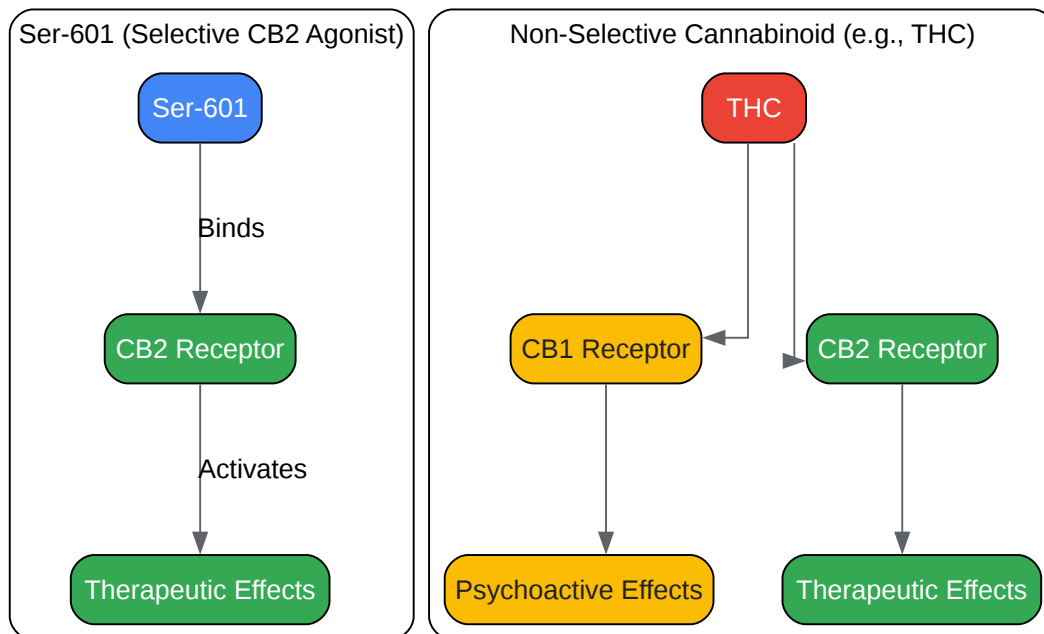 Ser-601 (Selective CB2 Agonist)
Ser-601
Binds
CB2 Receptor
Activates
Therapeutic Effects
Non-Selective Cannabinoid (e.g., THC)
THC
CB1 Receptor
CB2 Receptor
Psychoactive Effects
Therapeutic Effects